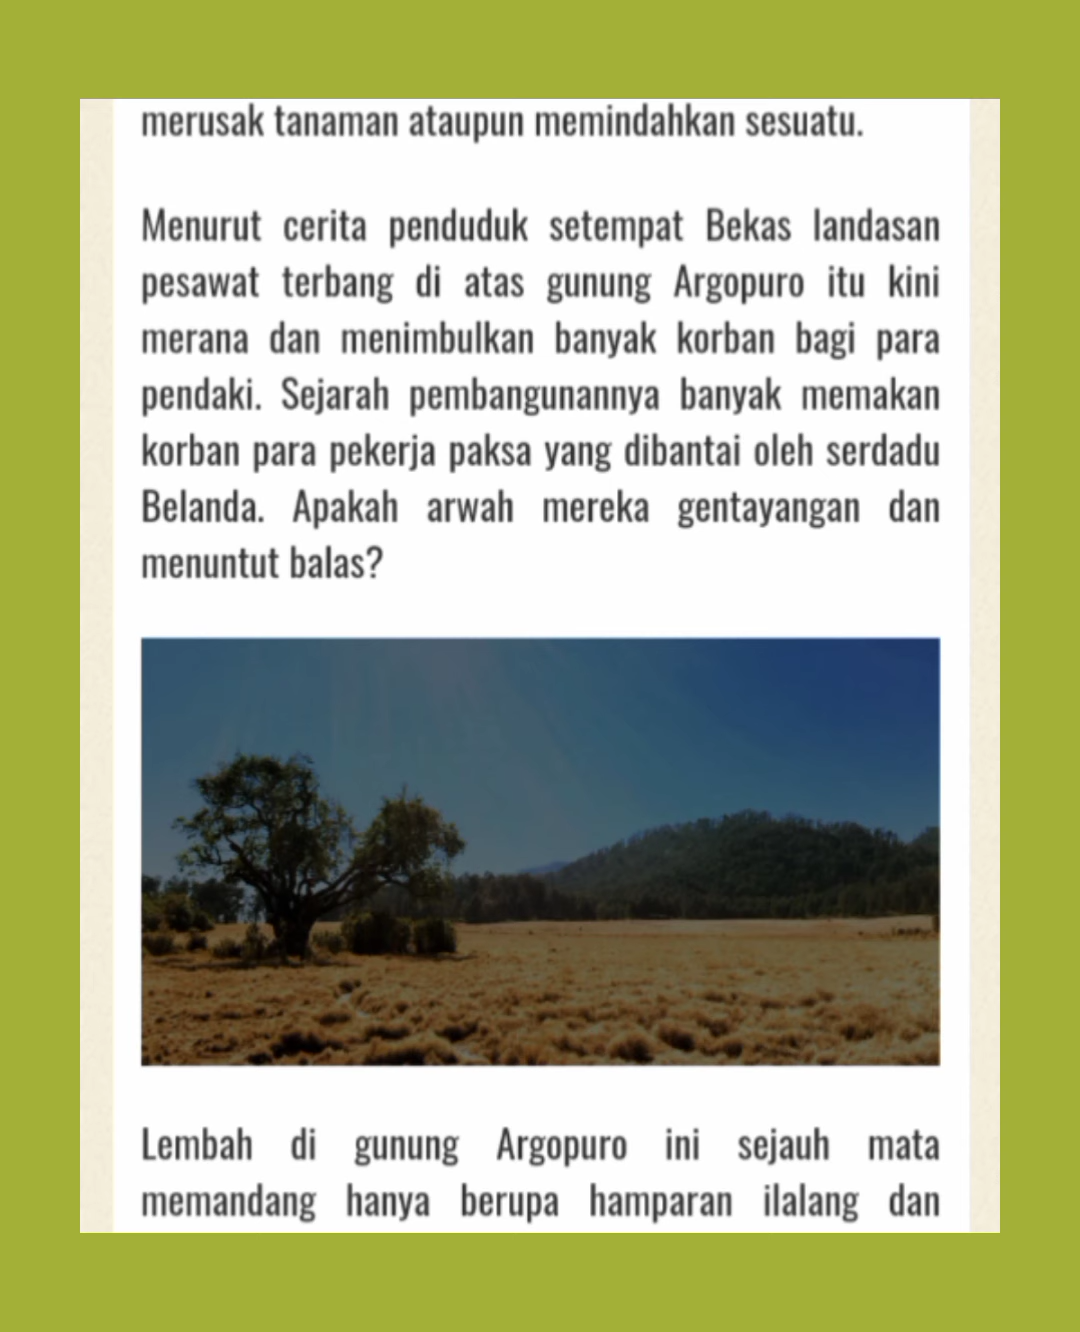 merusak tanaman ataupun memindahkan sesuatu.
Menurut cerita penduduk setempat Bekas landasan
pesawat terbang di atas gunung Argopuro itu kini
merana dan menimbulkan banyak korban bagi para
pendaki. Sejarah pembangunannya banyak memakan
korban para pekerja paksa yang dibantai oleh serdadu
Belanda. Apakah arwah mereka gentayangan dan
menuntut balas?
Lembah di gunung Argopuro ini sejauh mata
memandang hanya berupa hamparan ilalang dan